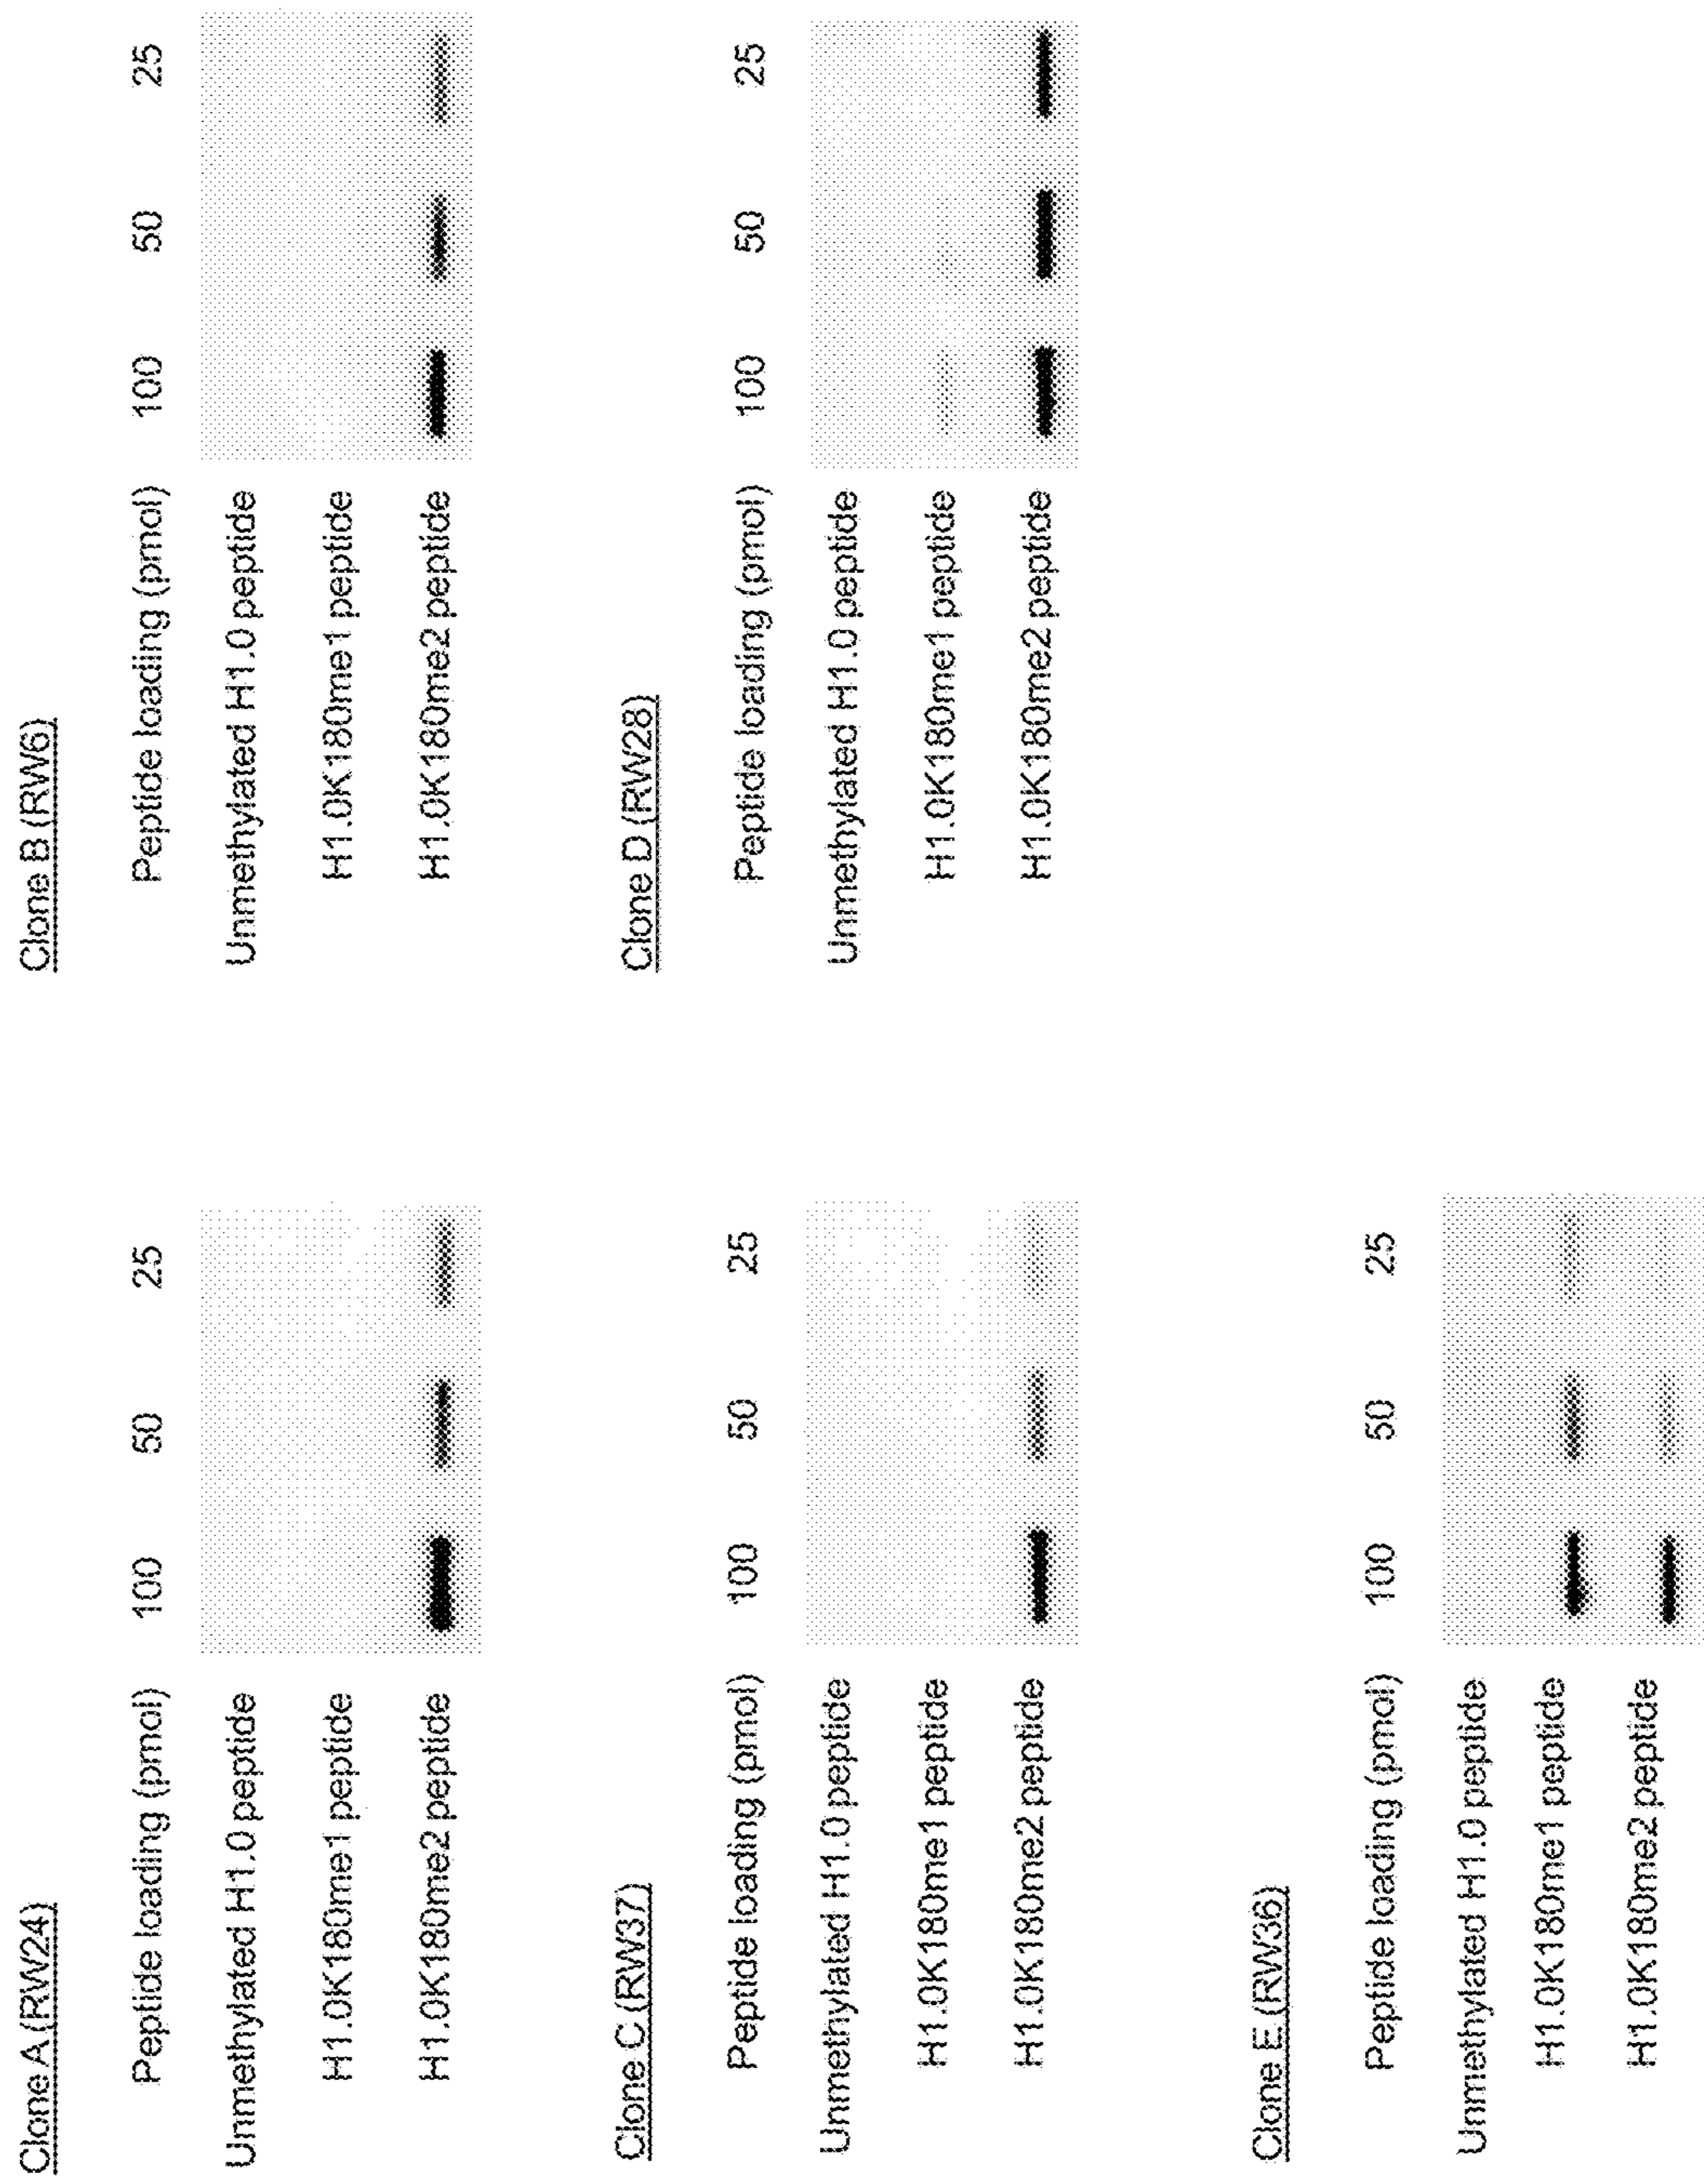 Clone A (RW24)
Peptide loading (pmol) 100 50 25
Unmethylated H1.0 peptide
H1.0K180me1 peptide
H1.0K180me2 peptide
Clone B (RW6)
Peptide loading (pmol) 100 50 25
Unmethylated H1.0 peptide
H1.0K180me1 peptide
H1.0K180me2 peptide
Clone C (RW37)
Peptide loading (pmol) 100 50 25
Unmethylated H1.0 peptide
H1.0K180me1 peptide
H1.0K180me2 peptide
Clone D (RW28)
Peptide loading (pmol) 100 50 25
Unmethylated H1.0 peptide
H1.0K180me1 peptide
H1.0K180me2 peptide
Clone E (RW36)
Peptide loading (pmol) 100 50 25
Unmethylated H1.0 peptide
H1.0K180me1 peptide
H1.0K180me2 peptide